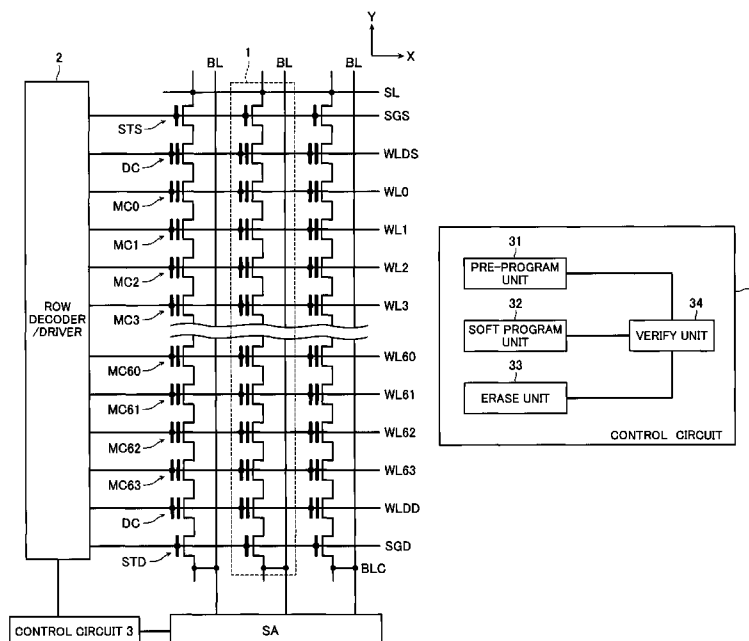 Y
X
2
1
BL
BL
BL
SL
SGS
STS
WLDS
DC
WL0
MC0
WL1
MC1
WL2
MC2
WL3
MC3
ROW
DECODER
/DRIVER
WL60
MC60
WL61
MC61
WL62
MC62
WL63
MC63
WLDD
DC
SGD
STD
BLC
CONTROL CIRCUIT 3
SA
31
PRE-PROGRAM
UNIT
32
SOFT PROGRAM
UNIT
34
VERIFY UNIT
33
ERASE UNIT
CONTROL CIRCUIT